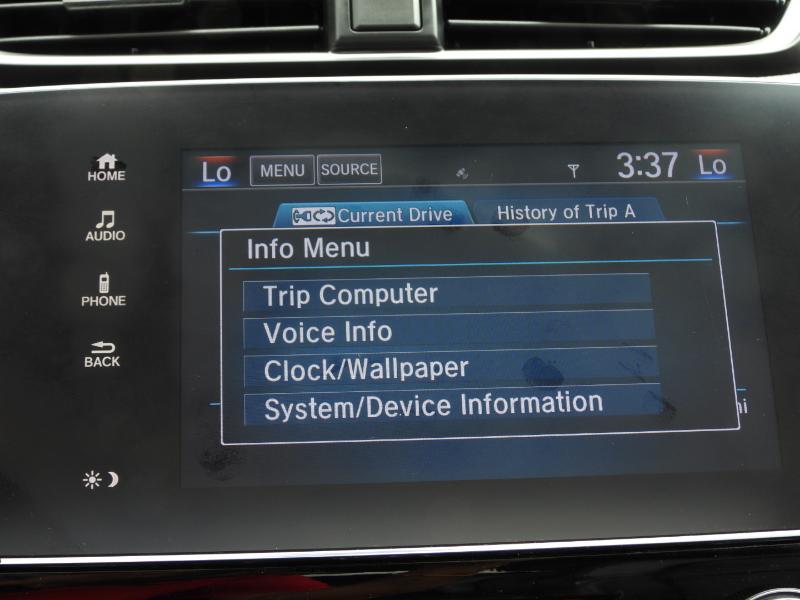 HOME
AUDIO
PHONE
BACK
Lo MENU SOURCE 3:37 Lo
Current Drive History of Trip A
Info Menu
Trip Computer
Voice Info
Clock/Wallpaper
System/Device Information